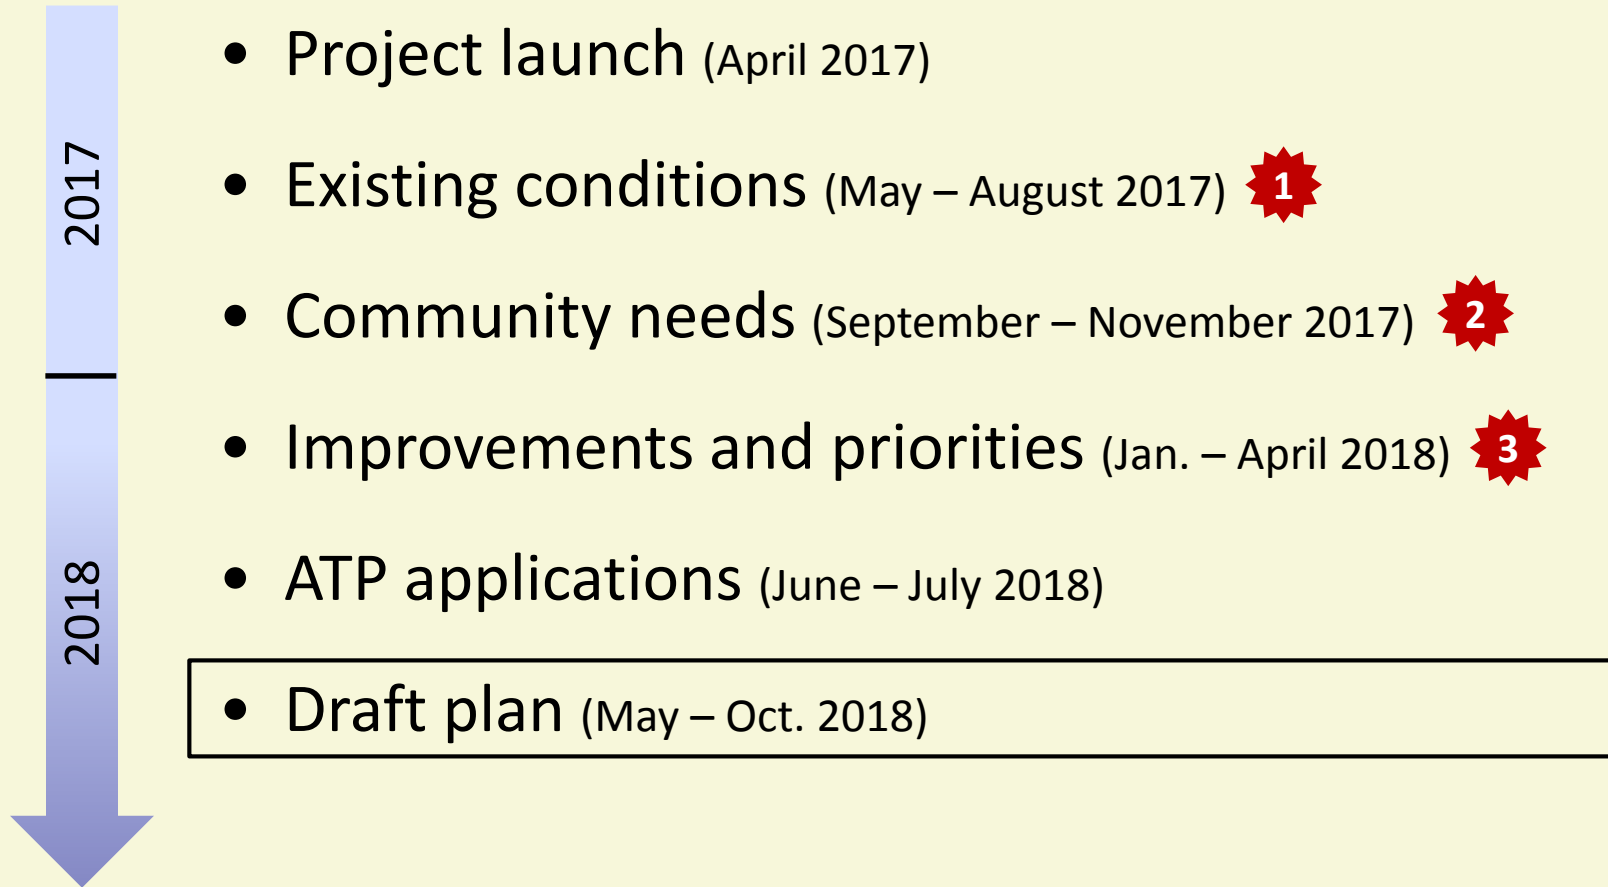 2017
• Project launch (April 2017)
• Existing conditions (May – August 2017) 1
• Community needs (September – November 2017) 2
2018
• Improvements and priorities (Jan. – April 2018) 3
• ATP applications (June – July 2018)
• Draft plan (May – Oct. 2018)